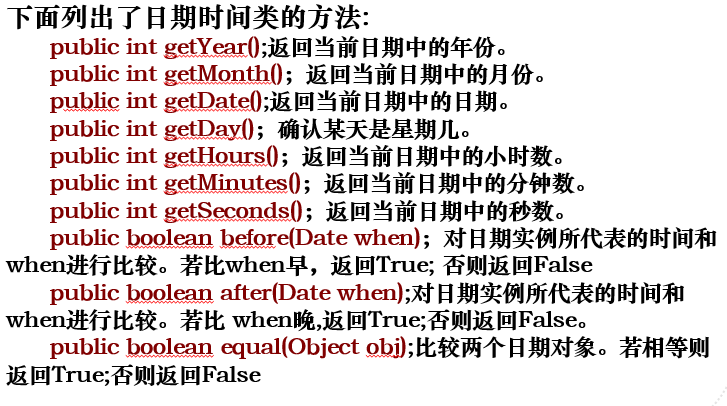 下面列出了日期时间类的方法:
public int getYear();返回当前日期中的年份。
public int getMonth()；返回当前日期中的月份。
public int getDate();返回当前日期中的日期。
public int getDay()；确认某天是星期几。
public int getHours()；返回当前日期中的小时数。
public int getMinutes()；返回当前日期中的分钟数。
public int getSeconds()；返回当前日期中的秒数。
public boolean before(Date when)；对日期实例所代表的时间和
when进行比较。若比when早，返回True; 否则返回False
public boolean after(Date when);对日期实例所代表的时间和
when进行比较。若比 when晚,返回True;否则返回False。
public boolean equal(Object obj);比较两个日期对象。若相等则
返回True;否则返回False